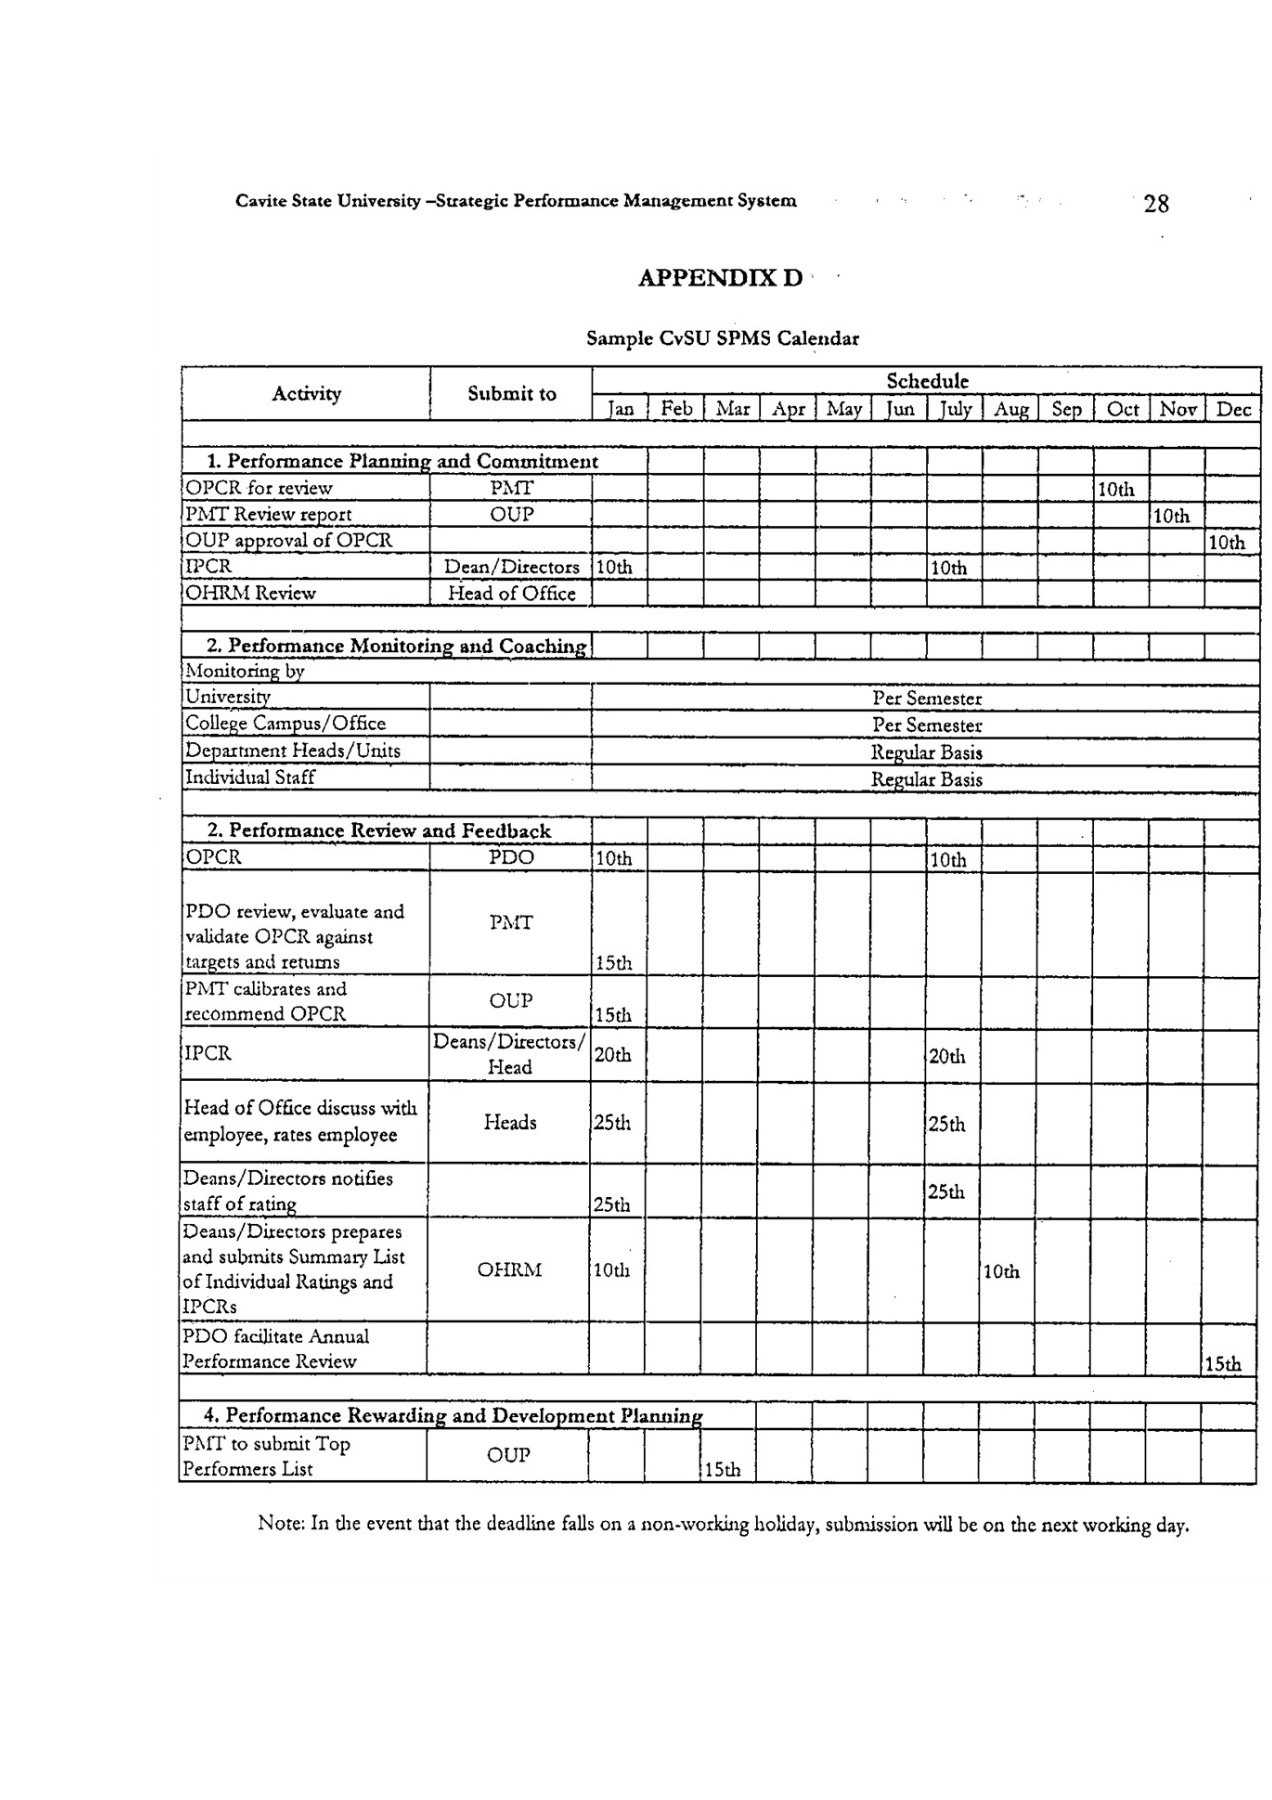 Cavite State University –Strategic Performance Management System 28
APPENDIX D
Sample CvSU SPMS Calendar
Activity Submit to Schedule
Jan Feb Mar Apr May Jun July Aug Sep Oct Nov Dec
1. Performance Planning and Commitment
OPCR for review PMT 10th
PMT Review report OUP 10th
OUP approval of OPCR 10th
IPCR Dean/Directors 10th 10th
OHRM Review Head of Office
2. Performance Monitoring and Coaching
Monitoring by
University Per Semester
College Campus/Office Per Semester
Department Heads/Units Regular Basis
Individual Staff Regular Basis
2. Performance Review and Feedback
OPCR PDO 10th 10th
PDO review, evaluate and
validate OPCR against
targets and returns
PMT
15th
PMT calibrates and
recommend OPCR
OUP
15th
IPCR
Deans/Directors/
Head
20th 20th
Head of Office discuss with
employee, rates employee
Heads 25th 25th
Deans/Directors notifies
staff of rating
25th 25th
Deans/Directors prepares
and submits Summary List
of Individual Ratings and
IPCRs
OHRM 10th 10th
PDO facilitate Annual
Performance Review
15th
4. Performance Rewarding and Development Planning
PMT to submit Top
Performers List
OUP
15th
Note: In the event that the deadline falls on a non-working holiday, submission will be on the next working day.